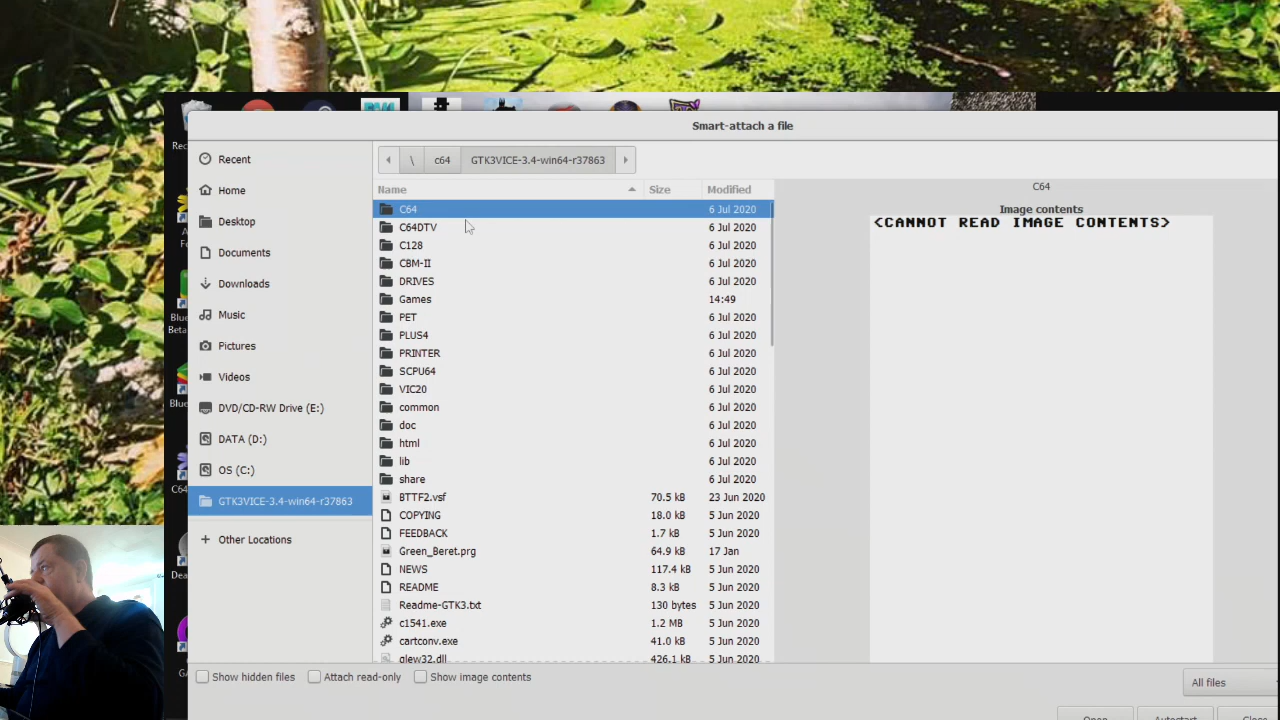 Smart-attach a file
\ c64 GTK3VICE-3.4-win64-r37863
Recent
Home
Desktop
Documents
Downloads
Music
Pictures
Videos
DVD/CD-RW Drive (E:)
DATA (D:)
OS (C:)
GTK3VICE-3.4-win64-r37863
Other Locations
Name Size Modified
C64 6 Jul 2020
C64DTV 6 Jul 2020
C128 6 Jul 2020
CBM-II 6 Jul 2020
DRIVES 6 Jul 2020
Games 14:49
PET 6 Jul 2020
PLUS4 6 Jul 2020
PRINTER 6 Jul 2020
SCPU64 6 Jul 2020
VIC20 6 Jul 2020
common 6 Jul 2020
doc 6 Jul 2020
html 6 Jul 2020
lib 6 Jul 2020
share 6 Jul 2020
BTTF2.vsf 70.5 kB 23 Jun 2020
COPYING 18.0 kB 5 Jun 2020
FEEDBACK 1.7 kB 5 Jun 2020
Green_Beret.prg 64.9 kB 17 Jan
NEWS 117.4 kB 5 Jun 2020
README 8.3 kB 5 Jun 2020
Readme-GTK3.txt 130 bytes 5 Jun 2020
c1541.exe 1.2 MB 5 Jun 2020
cartconv.exe 41.0 kB 5 Jun 2020
glew32.dll 426.1 kB 5 Jun 2020
C64
Image contents
<CANNOT READ IMAGE CONTENTS>
Show hidden files
Attach read-only
Show image contents
All files
Open Autostart Close
Rec
Blue
Beta
Blue
C64
Dea